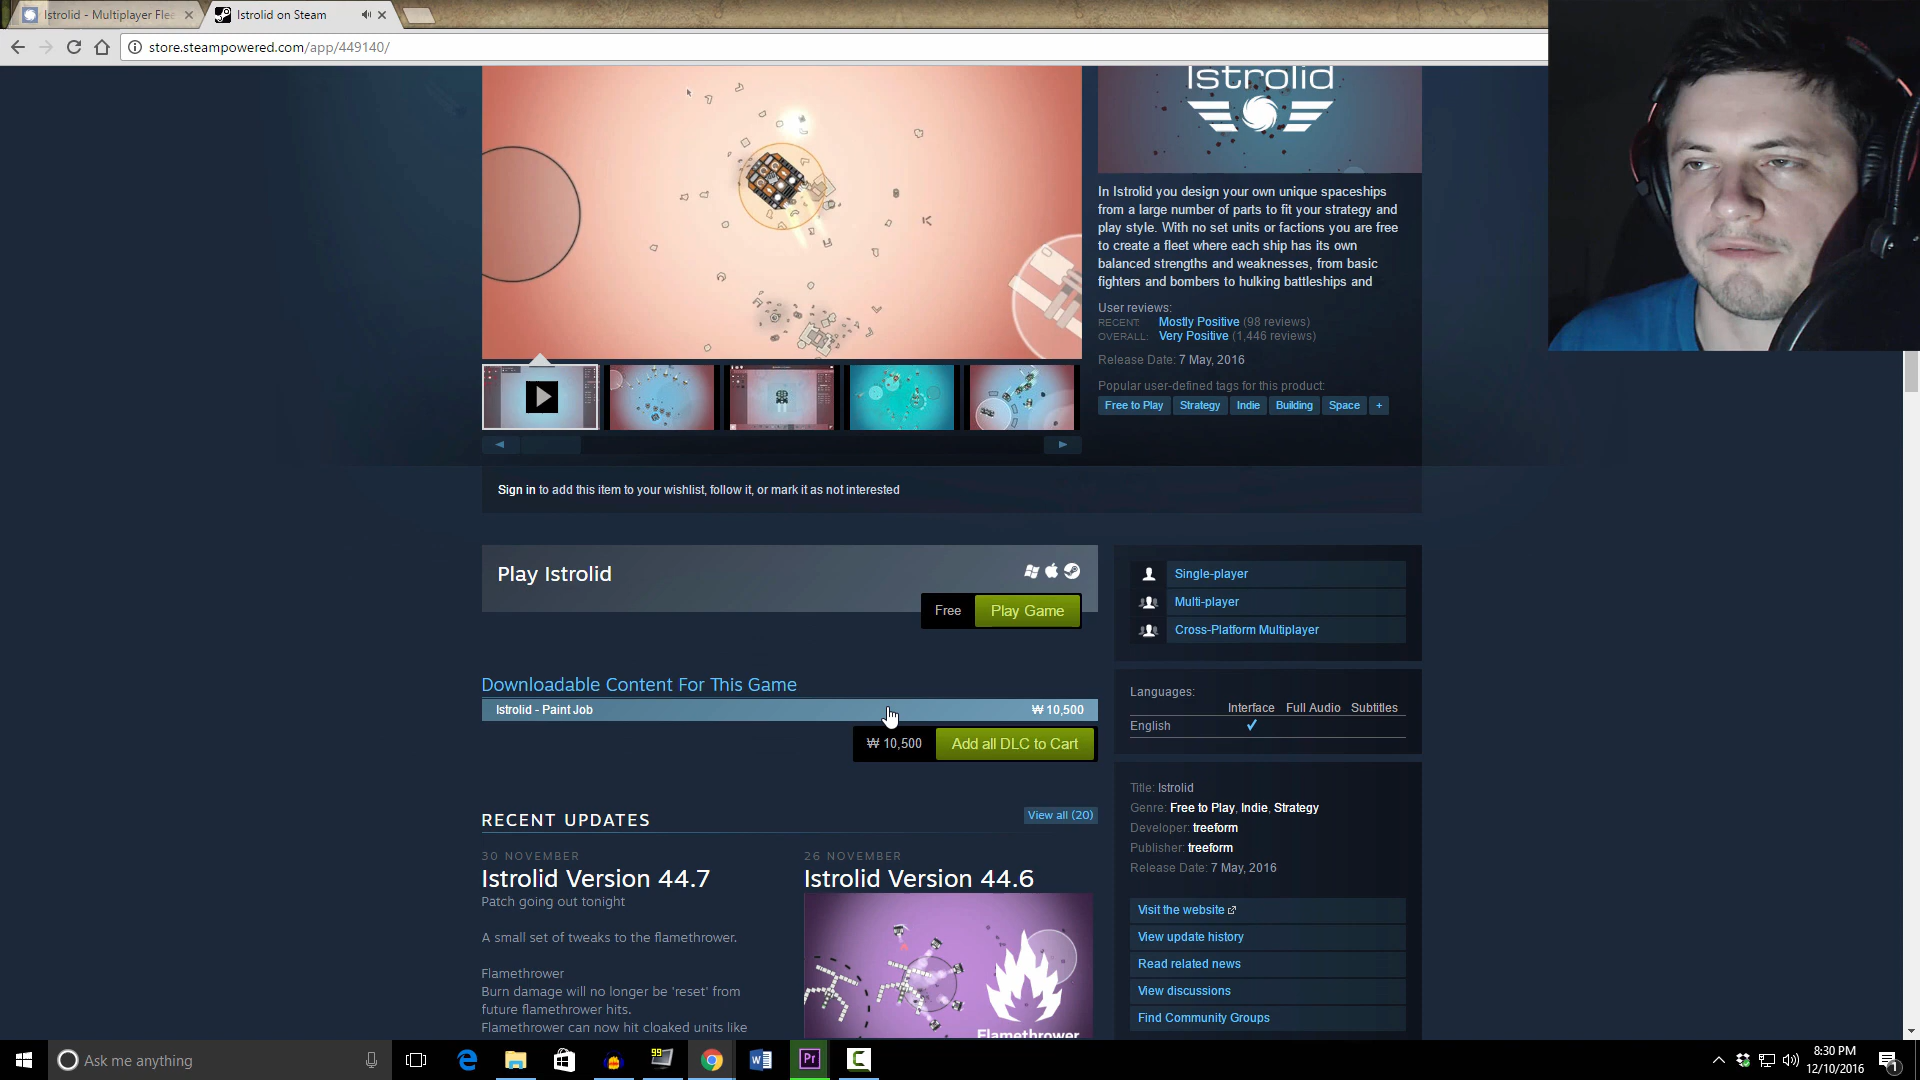 Istrolid - Multiplayer Flee
Istrolid on Steam
store.steampowered.com/app/449140/
Istrolid
In Istrolid you design your own unique spaceships
from a large number of parts to fit your strategy and
play style. With no set units or factions you are free
to create a fleet where each ship has its own
balanced strengths and weaknesses, from basic
fighters and bombers to hulking battleships and
User reviews:
RECENT: Mostly Positive (98 reviews)
OVERALL: Very Positive (1,446 reviews)
Release Date: 7 May, 2016
Popular user-defined tags for this product:
Free to Play Strategy Indie Building Space +
Sign in to add this item to your wishlist, follow it, or mark it as not interested
Play Istrolid
Free Play Game
Single-player
Multi-player
Cross-Platform Multiplayer
Downloadable Content For This Game
Istrolid - Paint Job ₩ 10,500
₩ 10,500 Add all DLC to Cart
Languages:
Interface Full Audio Subtitles
English ✔
RECENT UPDATES
View all (20)
30 NOVEMBER
Istrolid Version 44.7
Patch going out tonight
A small set of tweaks to the flamethrower.
Flamethrower
Burn damage will no longer be 'reset' from
future flamethrower hits.
Flamethrower can now hit cloaked units like
26 NOVEMBER
Istrolid Version 44.6
Flamethrower
Title: Istrolid
Genre: Free to Play, Indie, Strategy
Developer: treeform
Publisher: treeform
Release Date: 7 May, 2016
Visit the website
View update history
Read related news
View discussions
Find Community Groups
Ask me anything
99
Pr
8:30 PM
12/10/2016
1